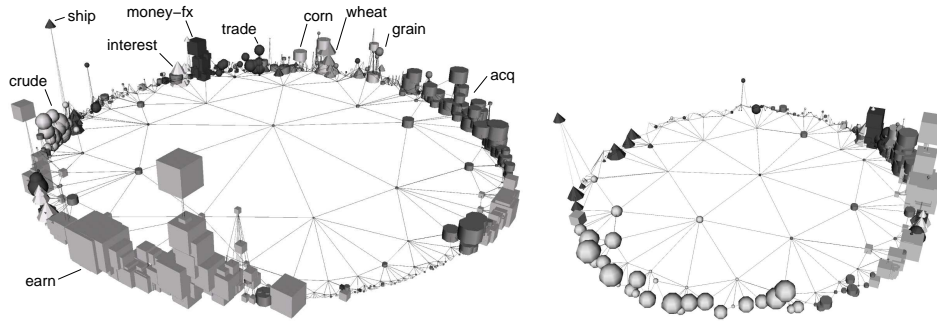 ship
money-fx
corn
wheat
trade
grain
interest
crude
acq
earn